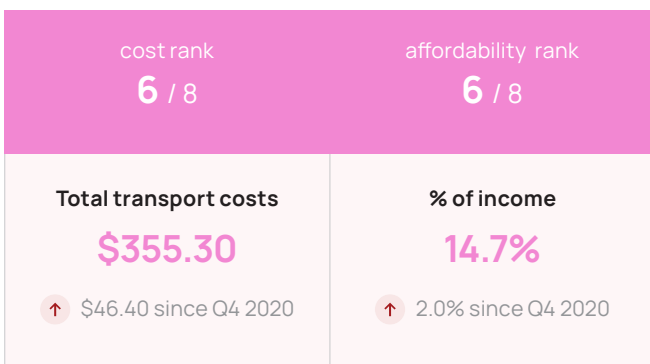 cost rank
6 / 8
affordability rank
6 / 8
Total transport costs
$355.30
↑ $46.40 since Q4 2020
% of income
14.7%
↑ 2.0% since Q4 2020